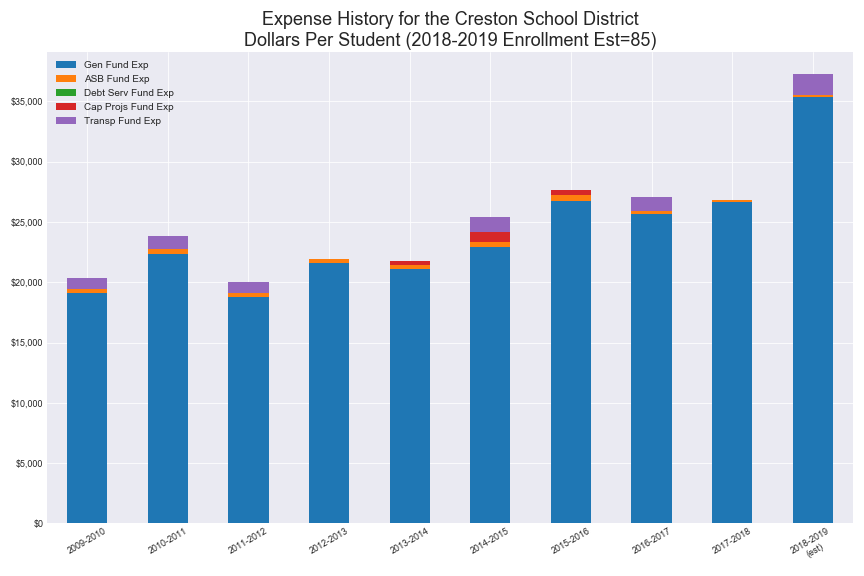 Expense History for the Creston School District
Dollars Per Student (2018-2019 Enrollment Est=85)
Gen Fund Exp
ASB Fund Exp
Debt Serv Fund Exp
Cap Projs Fund Exp
Transp Fund Exp
$35,000
$30,000
$25,000
$20,000
$15,000
$10,000
$5,000
$0
2009-2010
2010-2011
2011-2012
2012-2013
2013-2014
2014-2015
2015-2016
2016-2017
2017-2018
2018-2019
(est)